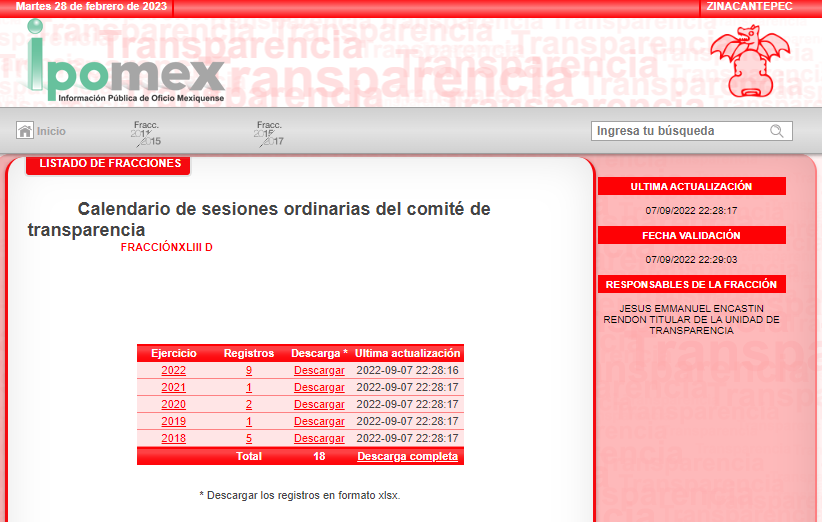 Martes 28 de febrero de 2023
ZINACANTEPEC
ipomex
Información Pública de Oficio Mexiquense
Inicio
Fracc.
/2015
Fracc.
/2017
Ingresa tu búsqueda
LISTADO DE FRACCIONES
Calendario de sesiones ordinarias del comité de
transparencia
FRACCIÓNXLIII D
Ejercicio Registros Descarga * Ultima actualización
2022 9 Descargar 2022-09-07 22:28:16
2021 1 Descargar 2022-09-07 22:28:17
2020 2 Descargar 2022-09-07 22:28:17
2019 1 Descargar 2022-09-07 22:28:17
2018 5 Descargar 2022-09-07 22:28:17
Total 18 Descarga completa
* Descargar los registros en formato xlsx.
ULTIMA ACTUALIZACIÓN
07/09/2022 22:28:17
FECHA VALIDACIÓN
07/09/2022 22:29:03
RESPONSABLES DE LA FRACCIÓN
JESUS EMMANUEL ENCASTIN
RENDON TITULAR DE LA UNIDAD DE
TRANSPARENCIA